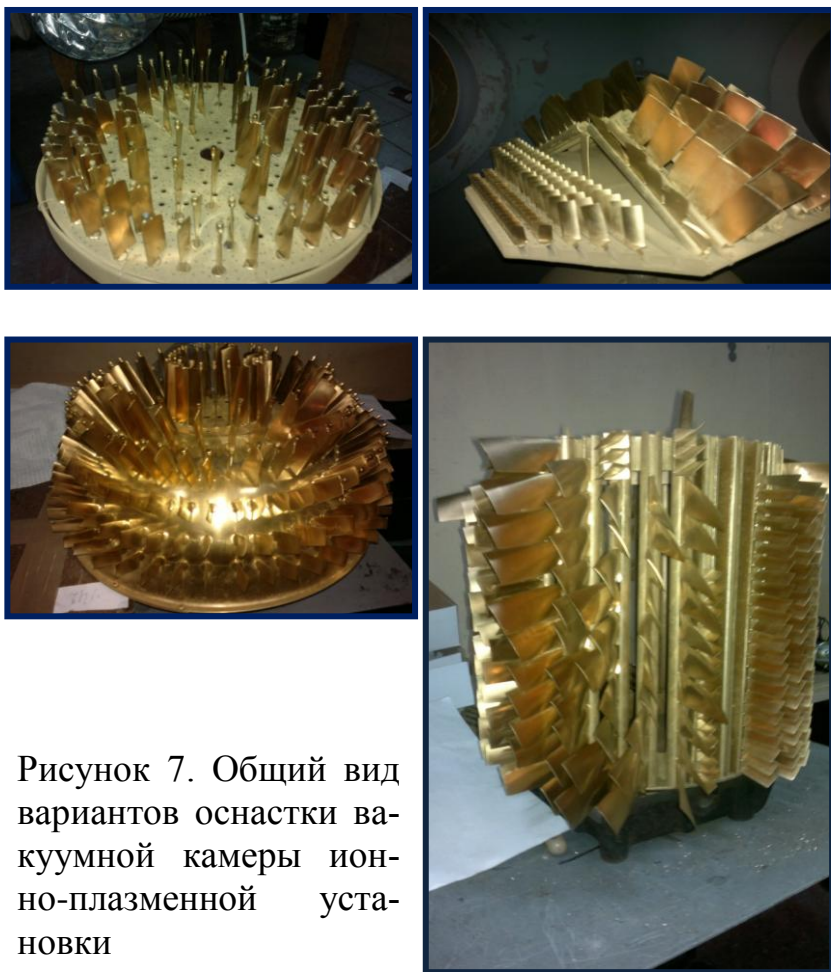 Рисунок 7. Общий вид
вариантов оснастки ва-
куумной камеры ион-
но-плазменной уста-
новки